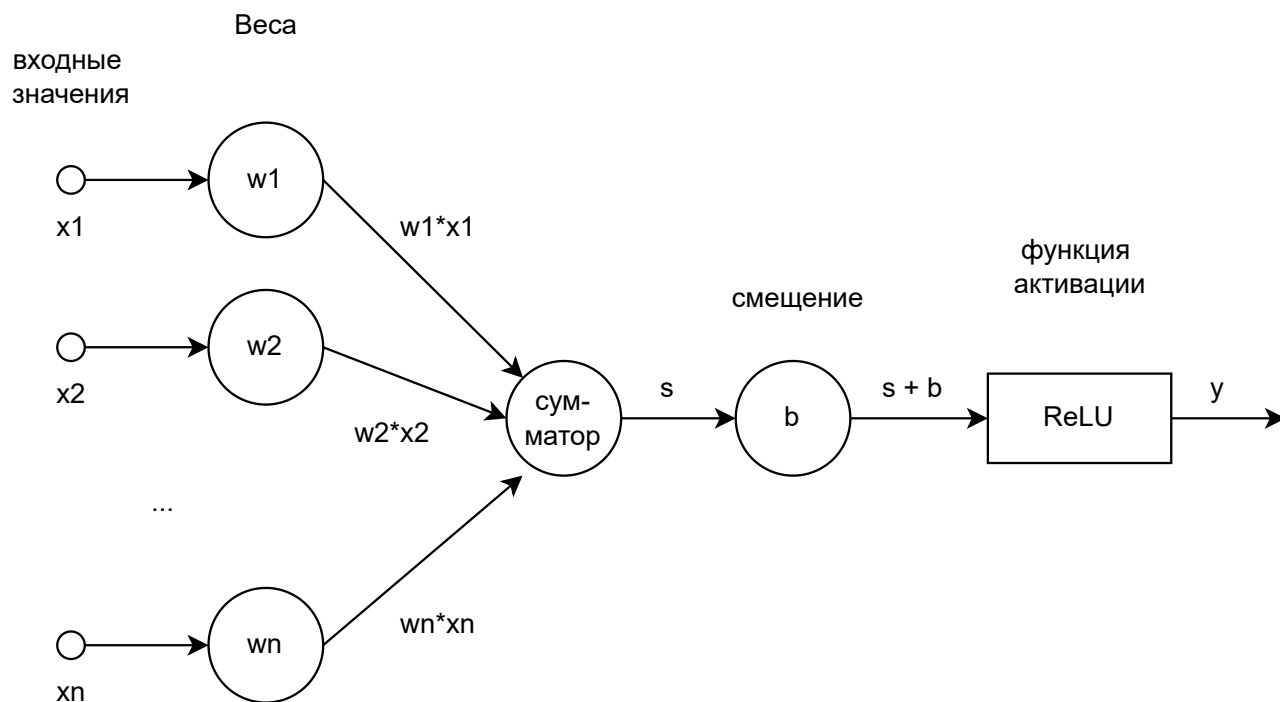 Веса
входные
значения
w1
x1
w1*x1
функция
активации
смещение
w2
x2
w2*x2
сум-
матор
s
b
s + b
ReLU
y
...
wn
xn
wn*xn